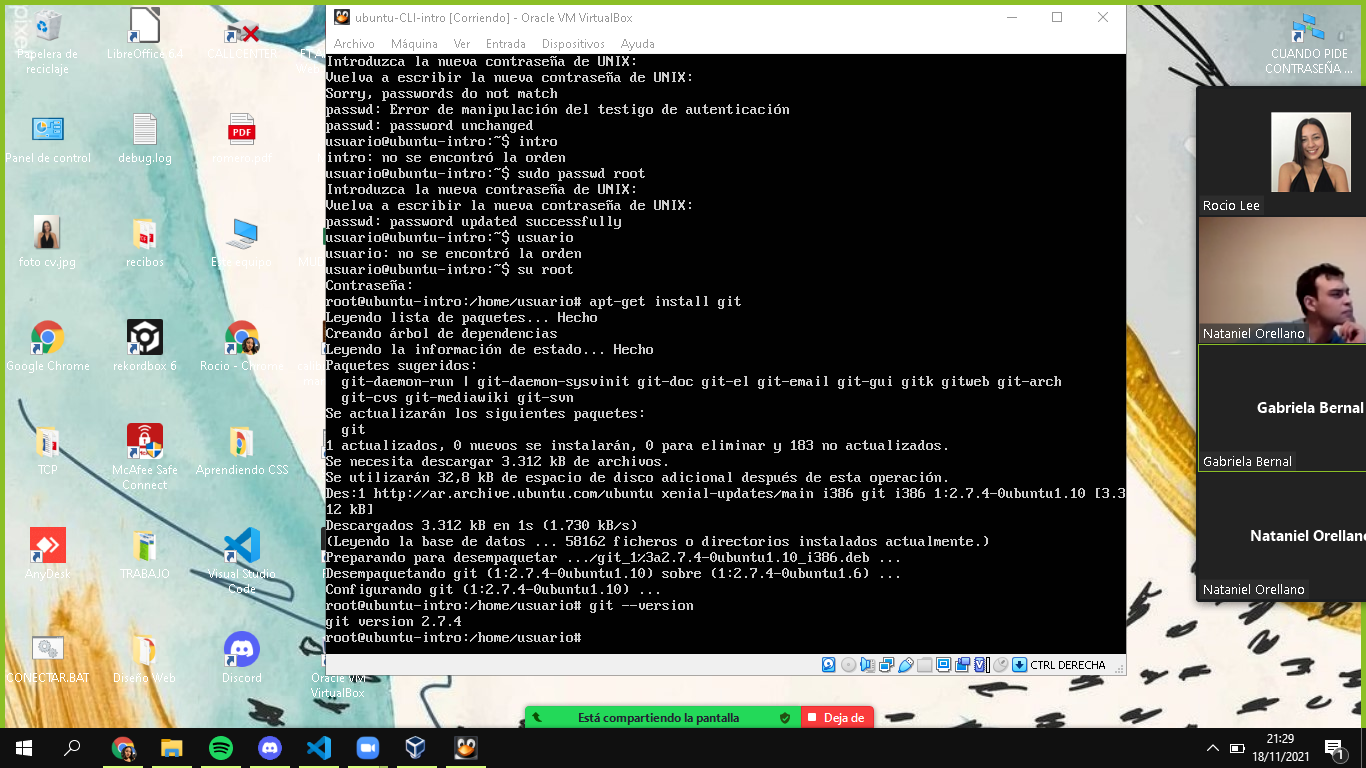 pixel
Papelera de
reciclaje
LibreOffice 6.4
CALLCENTER
Panel de control
debug.log
romero.pdf
PDF
foto cv.jpg
recibos
Este equipo
Google Chrome
rekordbox 6
Rocio - Chrome
TCP
McAfee Safe
Connect
Aprendiendo CSS
AnyDesk
TRABAJO
Visual Studio
Code
CONECTAR.BAT
Diseño Web
Discord
Oracle VM
VirtualBox
ubuntu-CLI-intro [Corriendo] - Oracle VM VirtualBox
Archivo Máquina Ver Entrada Dispositivos Ayuda
Introduzca la nueva contraseña de UNIX:
Vuelva a escribir la nueva contraseña de UNIX:
Sorry, passwords do not match
passwd: Error de manipulación del testigo de autenticación
passwd: password unchanged
usuario@ubuntu-intro:~$ intro
intro: no se encontró la orden
usuario@ubuntu-intro:~$ sudo passwd root
Introduzca la nueva contraseña de UNIX:
Vuelva a escribir la nueva contraseña de UNIX:
passwd: password updated successfully
usuario@ubuntu-intro:~$ usuario
usuario: no se encontró la orden
usuario@ubuntu-intro:~$ su root
Contraseña:
root@ubuntu-intro:/home/usuario# apt-get install git
Leyendo lista de paquetes... Hecho
Creando árbol de dependencias
Leyendo la información de estado... Hecho
Paquetes sugeridos:
git-daemon-run | git-daemon-sysvinit git-doc git-el git-email git-gui gitk gitweb git-arch
git-cvs git-mediawiki git-svn
Se actualizarán los siguientes paquetes:
git
1 actualizados, 0 nuevos se instalarán, 0 para eliminar y 183 no actualizados.
Se necesita descargar 3.312 kB de archivos.
Se utilizarán 32,8 kB de espacio de disco adicional después de esta operación.
Des:1 http://ar.archive.ubuntu.com/ubuntu xenial-updates/main i386 git i386 1:2.7.4-0ubuntu1.10 [3.3
12 kB]
Descargados 3.312 kB en 1s (1.730 kB/s)
(Leyendo la base de datos ... 58162 ficheros o directorios instalados actualmente.)
Preparando para desempaquetar .../git_1%3a2.7.4-0ubuntu1.10_i386.deb ...
Desempaquetando git (1:2.7.4-0ubuntu1.10) sobre (1:2.7.4-0ubuntu1.6) ...
Configurando git (1:2.7.4-0ubuntu1.10) ...
root@ubuntu-intro:/home/usuario# git --version
git version 2.7.4
root@ubuntu-intro:/home/usuario#
CTRL DERECHA
CUANDO PIDE
CONTRASEÑA ...
Rocio Lee
Nataniel Orellano
Gabriela Bernal
Gabriela Bernal
Nataniel Orellano
Nataniel Orellano
Está compartiendo la pantalla
Deja de
21:29
18/11/2021
1